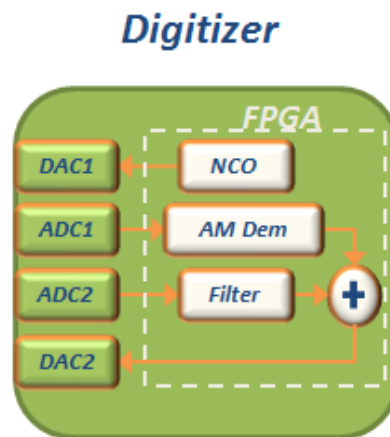 Digitizer
FPGA
DAC1
NCO
ADC1
AM Dem
ADC2
Filter
+
DAC2